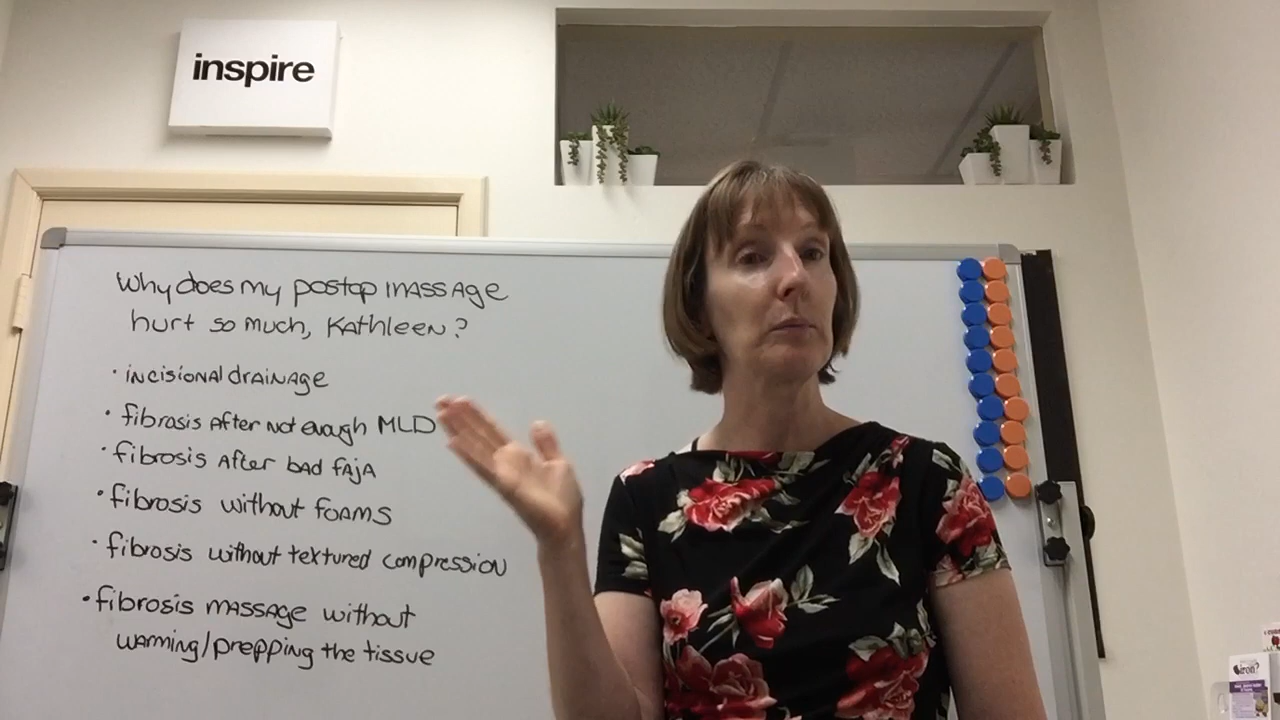 inspire
Why does my postop massage
hurt so much, Kathleen?
· incisional drainage
· fibrosis after not enough MLD
· fibrosis after bad faja
· fibrosis without foams
· fibrosis without textured compression
· fibrosis massage without
warming/prepping the tissue
iron?